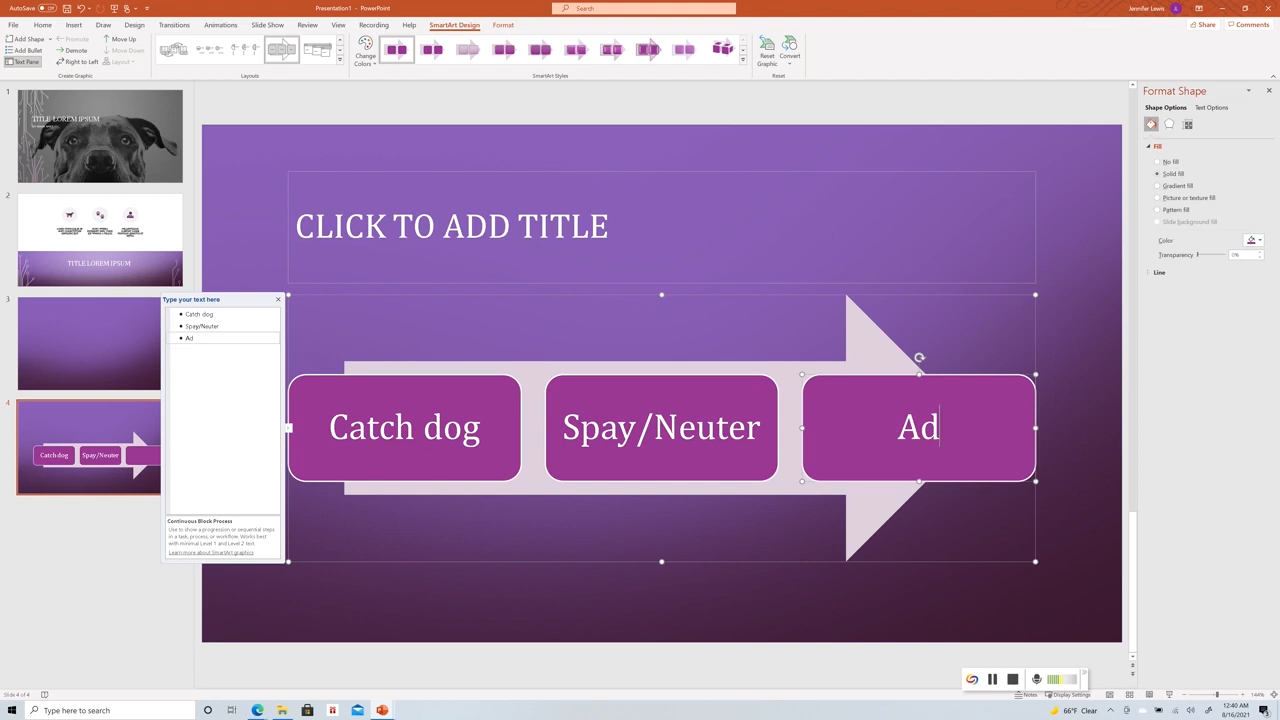 AutoSave Off
Presentation1 - PowerPoint
Search
Jennifer Lewis
JL
File Home Insert Draw Design Transitions Animations Slide Show Review View Recording Help SmartArt Design Format
Share Comments
Add Shape Promote Move Up
Add Bullet Demote Move Down
Text Pane Right to Left Layout
Change Colors
Reset Graphic
Convert
Create Graphic
Layouts
SmartArt Styles
Reset
1
TITLE LOREM IPSUM
2
TITLE LOREM IPSUM
3
4
Catch dog Spay/Neuter
Type your text here
Catch dog
Spay/Neuter
Ad
Continuous Block Process
Use to show a progression or sequential steps
in a task, process, or workflow. Works best
with minimal Level 1 and Level 2 text.
Learn more about SmartArt graphics
CLICK TO ADD TITLE
Catch dog
Spay/Neuter
Ad
Format Shape
Shape Options Text Options
Fill
No fill
Solid fill
Gradient fill
Picture or texture fill
Pattern fill
Slide background fill
Color
Transparency 0%
Line
Slide 4 of 4
Notes
Display Settings
144%
Type here to search
66°F Clear
12:40 AM
8/16/2021